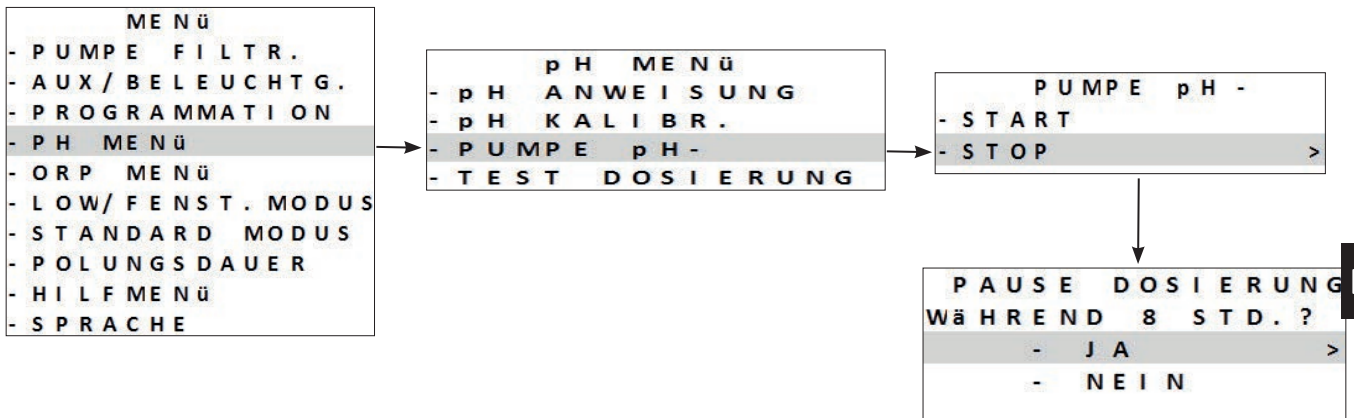 MENü
- PUMPE FILTR.
- AUX/BELEUCHTG.
- PROGRAMMATION
- PH MENü
- ORP MENü
- LOW/FENST. MODUS
- STANDARD MODUS
- POLUNGSDAUER
- HILFMENü
- SPRACHE
pH MENü
- pH ANWEISUNG
- pH KALIBR.
- PUMPE pH-
- TEST DOSIERUNG
PUMPE pH-
- START
- STOP >
PAUSE DOSIERUNG
WäHREND 8 STD.?
- JA >
- NEIN